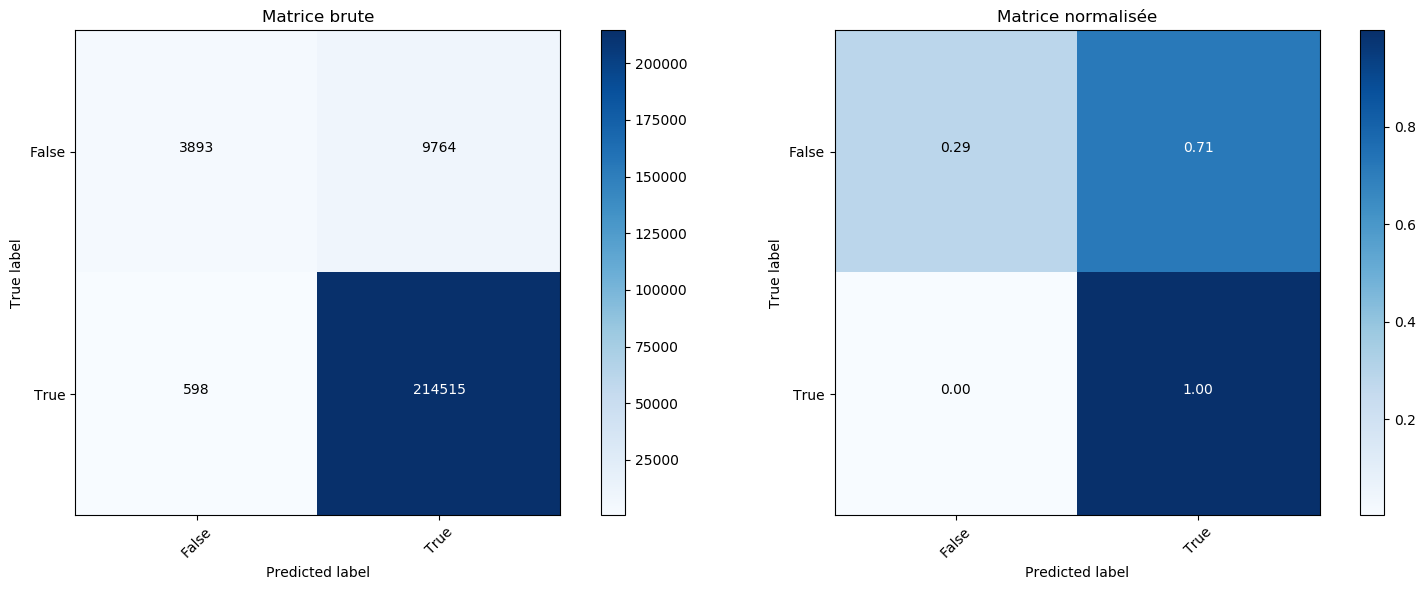 Matrice brute
False
True
True label
3893
9764
598
214515
False
True
Predicted label
200000
175000
150000
125000
100000
75000
50000
25000
Matrice normalisée
False
True
True label
0.29
0.71
0.00
1.00
False
True
Predicted label
0.8
0.6
0.4
0.2